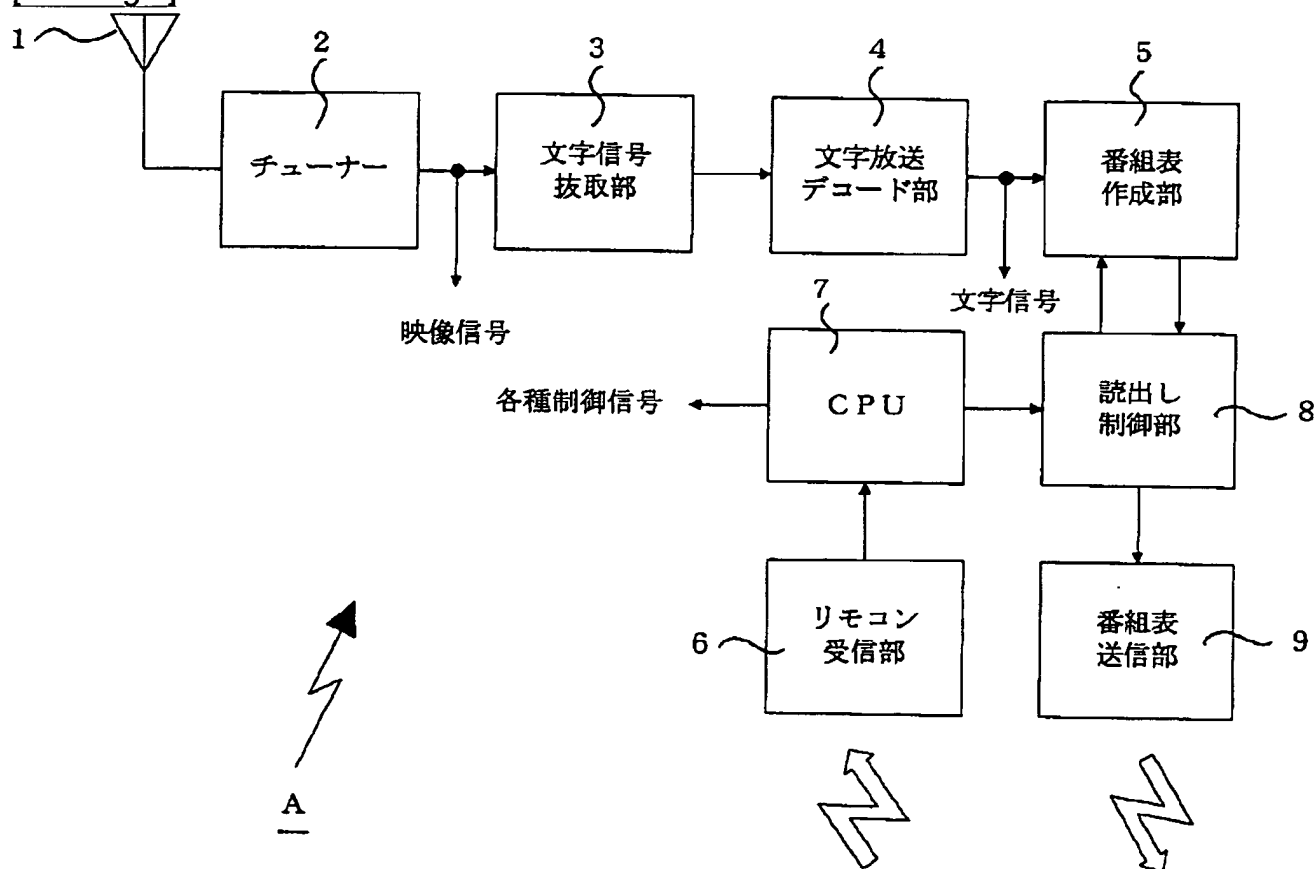 1
2
3
4
5
チューナー
文字信号
抜取部
文字放送
デコード部
番組表
作成部
映像信号
文字信号
7
各種制御信号
CPU
読出し
制御部
8
6
リモコン
受信部
番組表
送信部
9
A